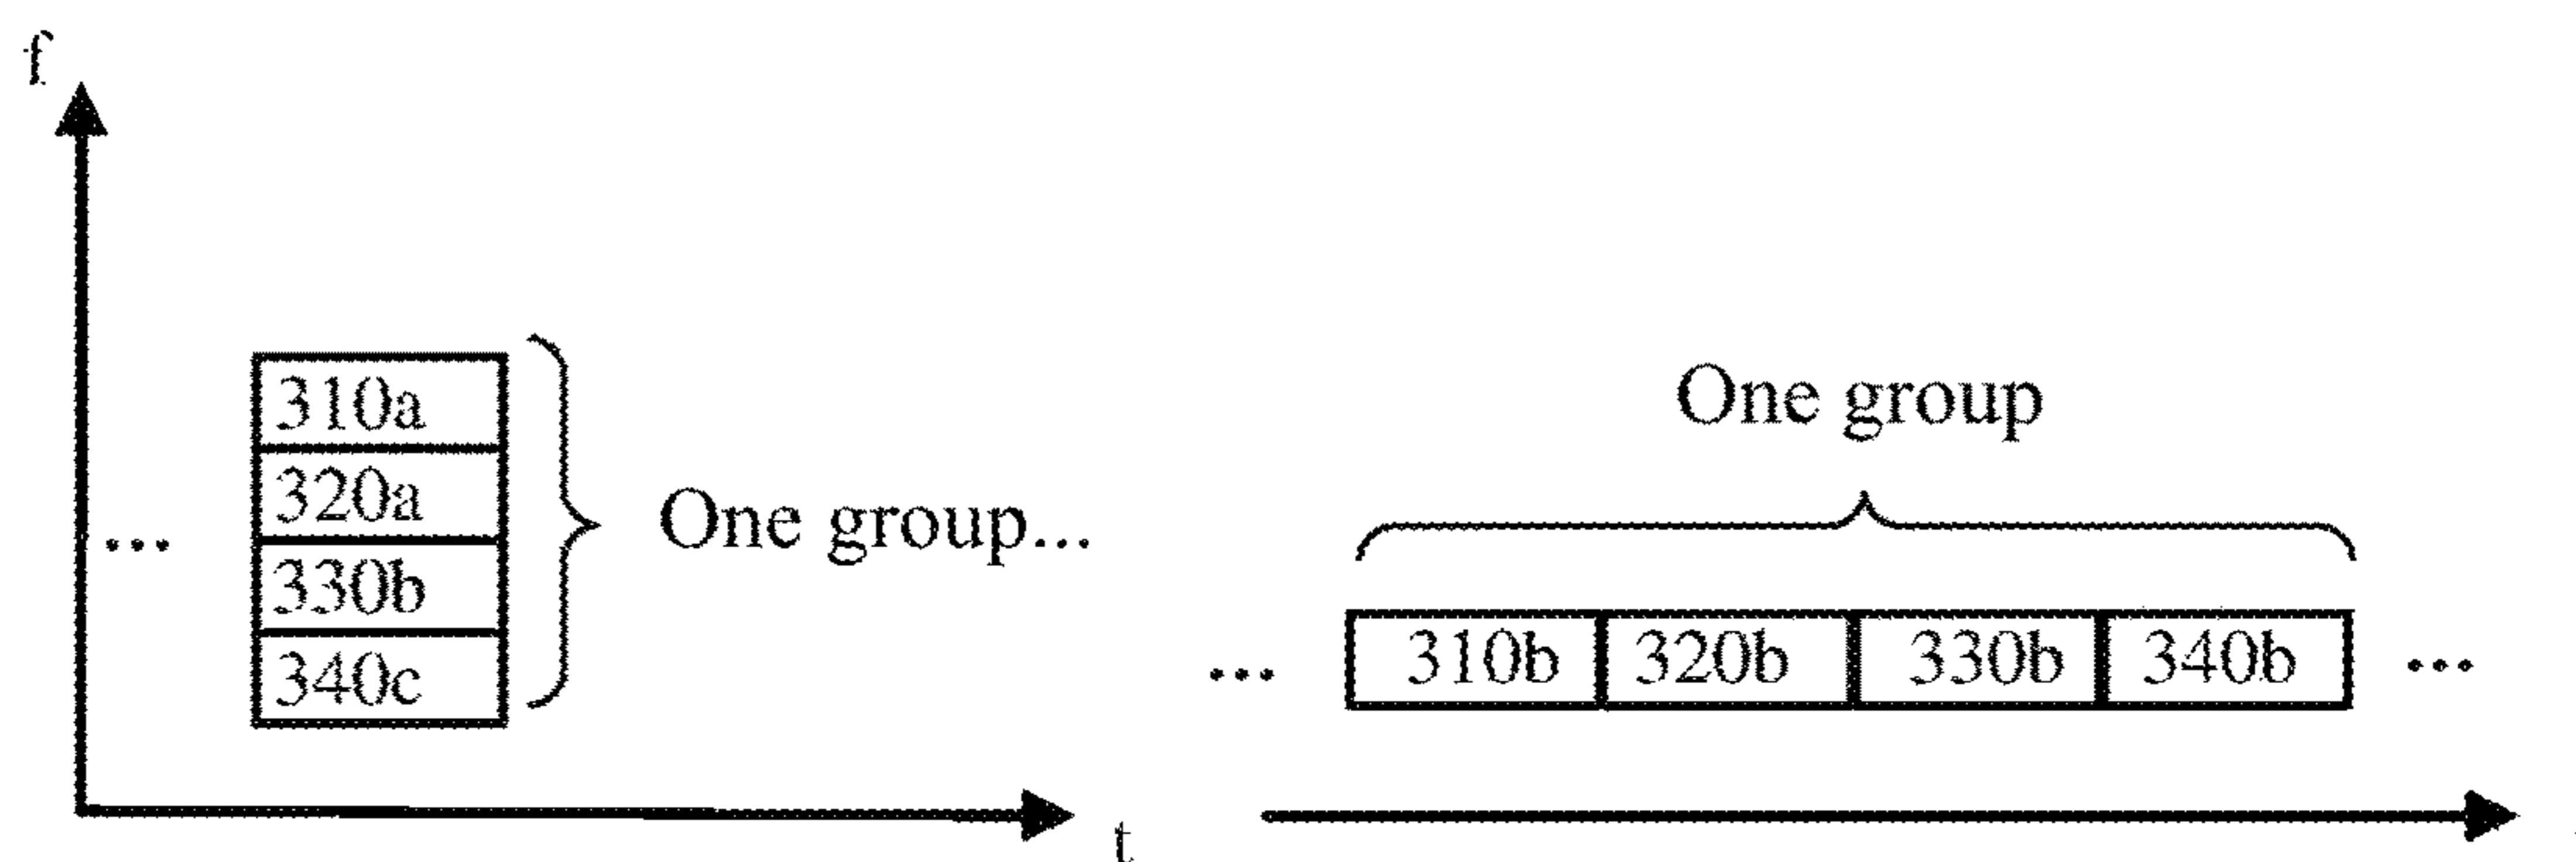 f
310a
320a
330b
340c
... One group...
t
One group
... 310b 320b 330b 340b ...